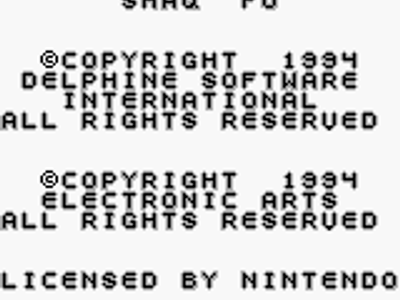 SHAQ FU
©COPYRIGHT 1994
DELPHINE SOFTWARE
INTERNATIONAL
ALL RIGHTS RESERVED
©COPYRIGHT 1994
ELECTRONIC ARTS
ALL RIGHTS RESERVED
LICENSED BY NINTENDO